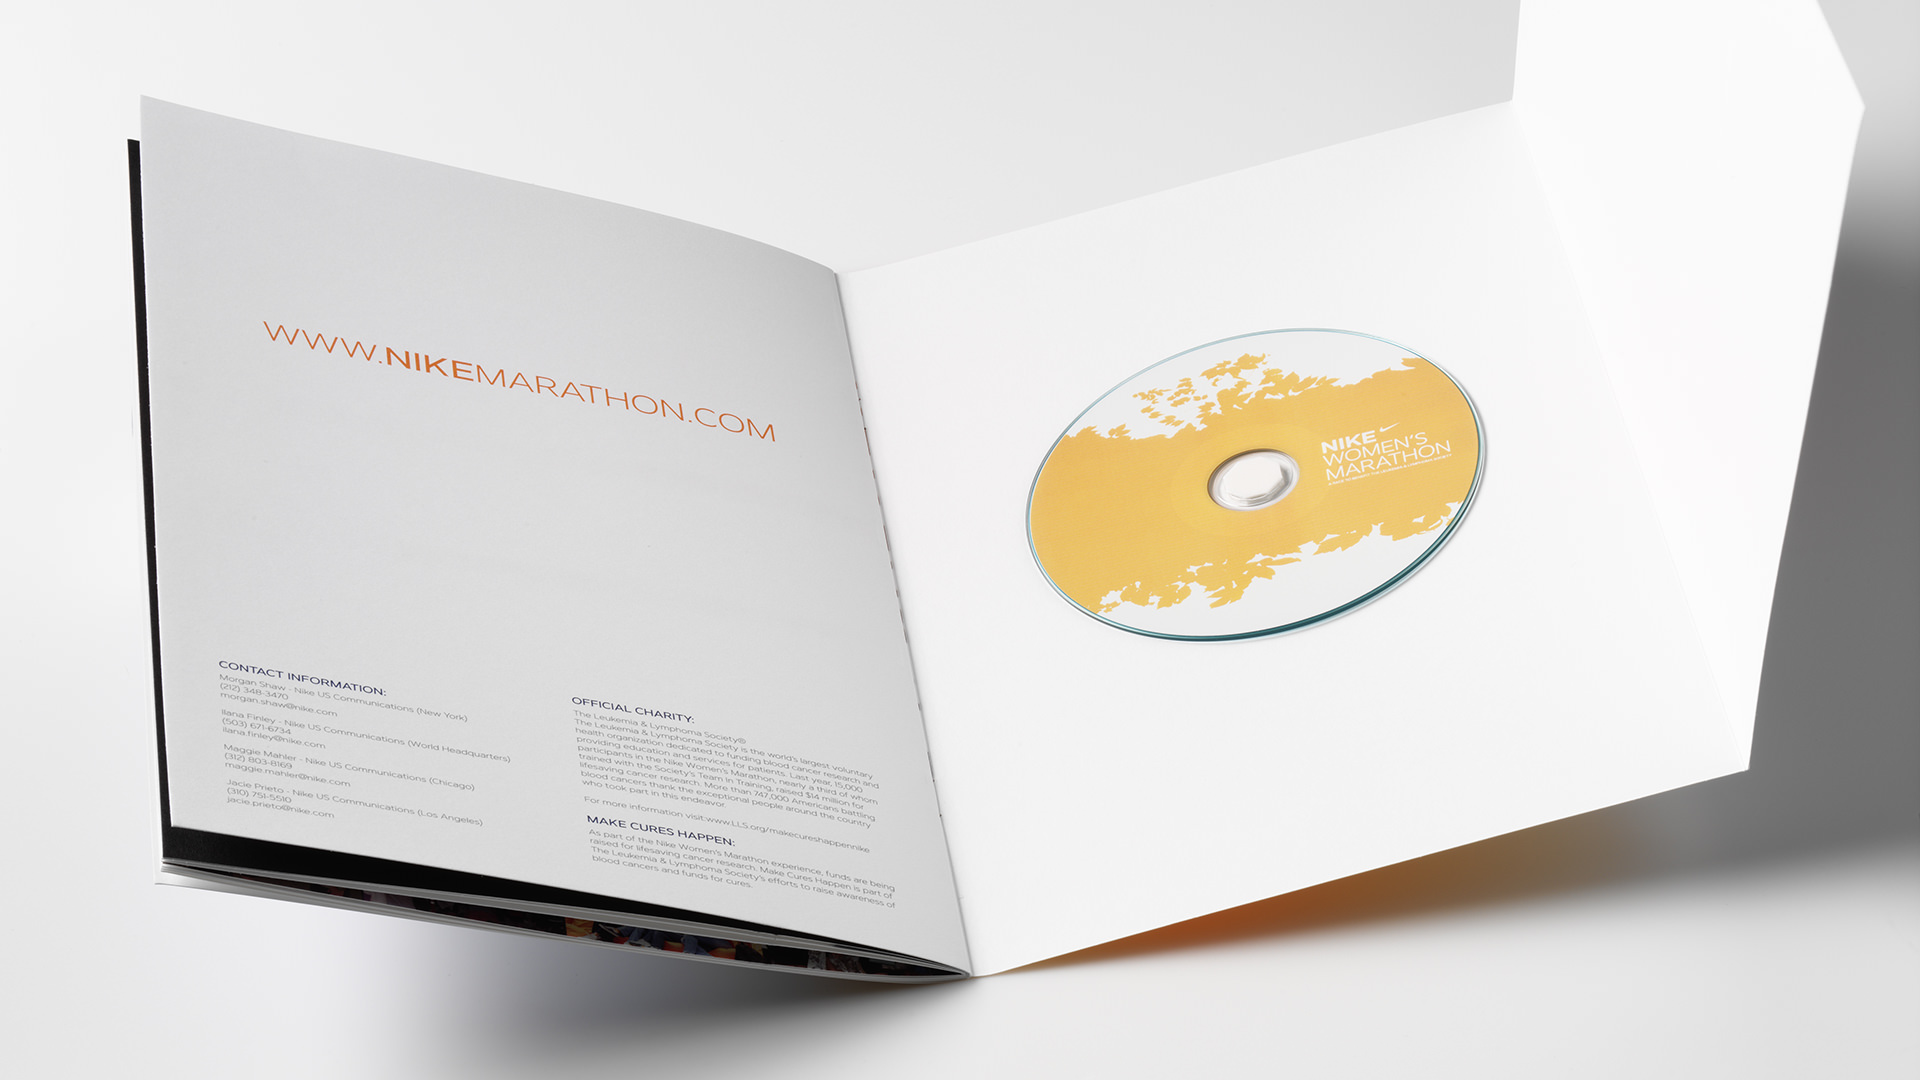 WWW.NIKEMARATHON.COM
CONTACT INFORMATION:
Morgan Shaw - Nike US Communications (New York)
(212) 348-3470
morgan.shaw@nike.com
Ilana Finley - Nike US Communications (World Headquarters)
(503) 671-6734
ilana.finley@nike.com
Maggie Mahler - Nike US Communications (Chicago)
(312) 803-8169
maggie.mahler@nike.com
Jacie Prieto - Nike US Communications (Los Angeles)
(310) 751-5510
jacie.prieto@nike.com
OFFICIAL CHARITY:
The Leukemia & Lymphoma Society®
The Leukemia & Lymphoma Society is the world's largest voluntary
health organization dedicated to funding blood cancer research and
providing education and services for patients. Last year, 15,000
participants in the Nike Women's Marathon, nearly a third of whom
trained with the Society's Team In Training, raised $14 million for
lifesaving cancer research. More than 747,000 Americans battling
blood cancers thank the exceptional people around the country
who took part in this endeavor.
For more information visit:www.LLS.org/makecureshappennike
MAKE CURES HAPPEN:
As part of the Nike Women's Marathon experience, funds are being
raised for lifesaving cancer research. Make Cures Happen is part of
The Leukemia & Lymphoma Society's efforts to raise awareness of
blood cancers and funds for cures.
NIKE
WOMEN'S
MARATHON